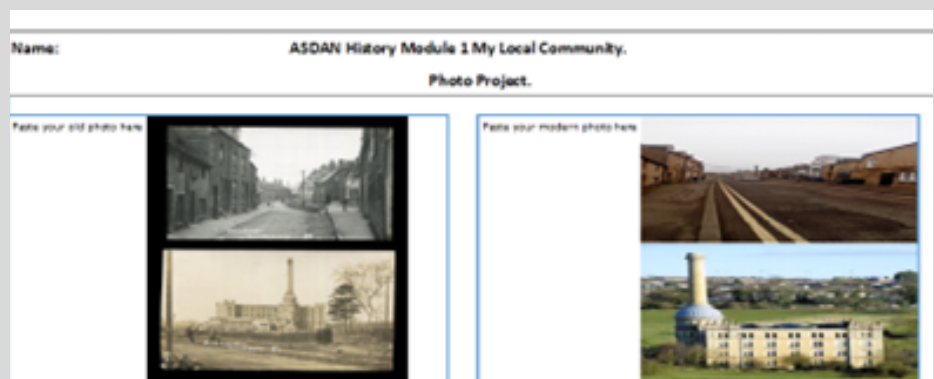 Name: ASDAN History Module 1 My Local Community.
Photo Project.
Paste your old photo here
Paste your modern photo here